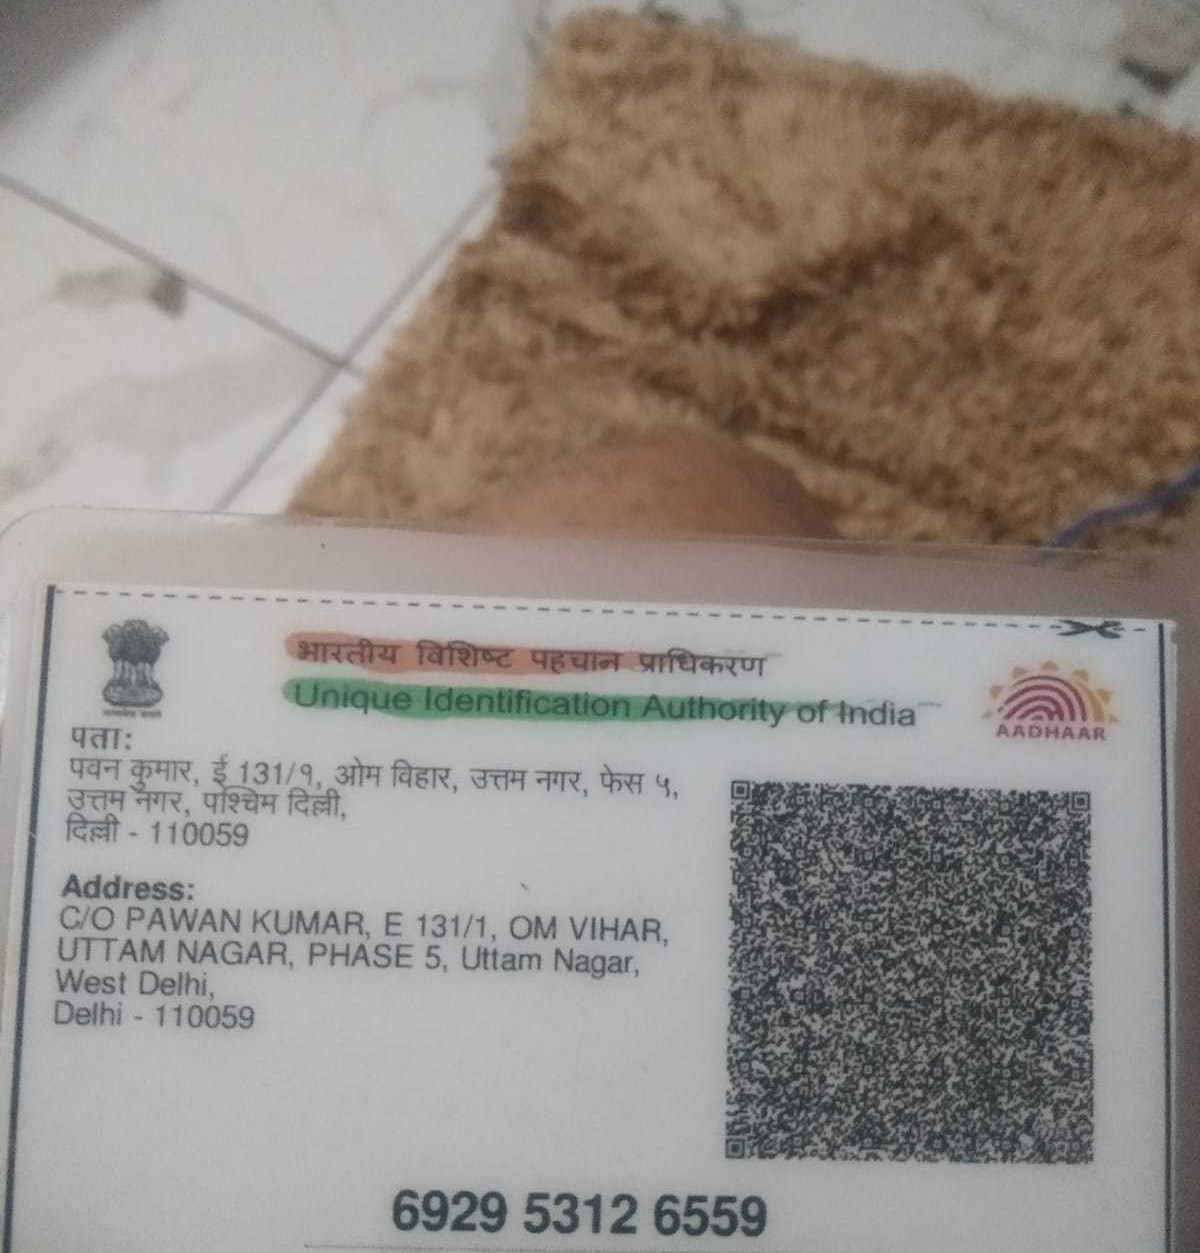 भारतीय विशिष्ट पहचान प्राधिकरण
Unique Identification Authority of India
AADHAAR
पता:
पवन कुमार, ई 131/१, ओम विहार, उत्तम नगर, फेस ५,
उत्तम नगर, पश्चिम दिल्ली,
दिल्ली - 110059
Address:
C/O PAWAN KUMAR, E 131/1, OM VIHAR,
UTTAM NAGAR, PHASE 5, Uttam Nagar,
West Delhi,
Delhi - 110059
6929 5312 6559